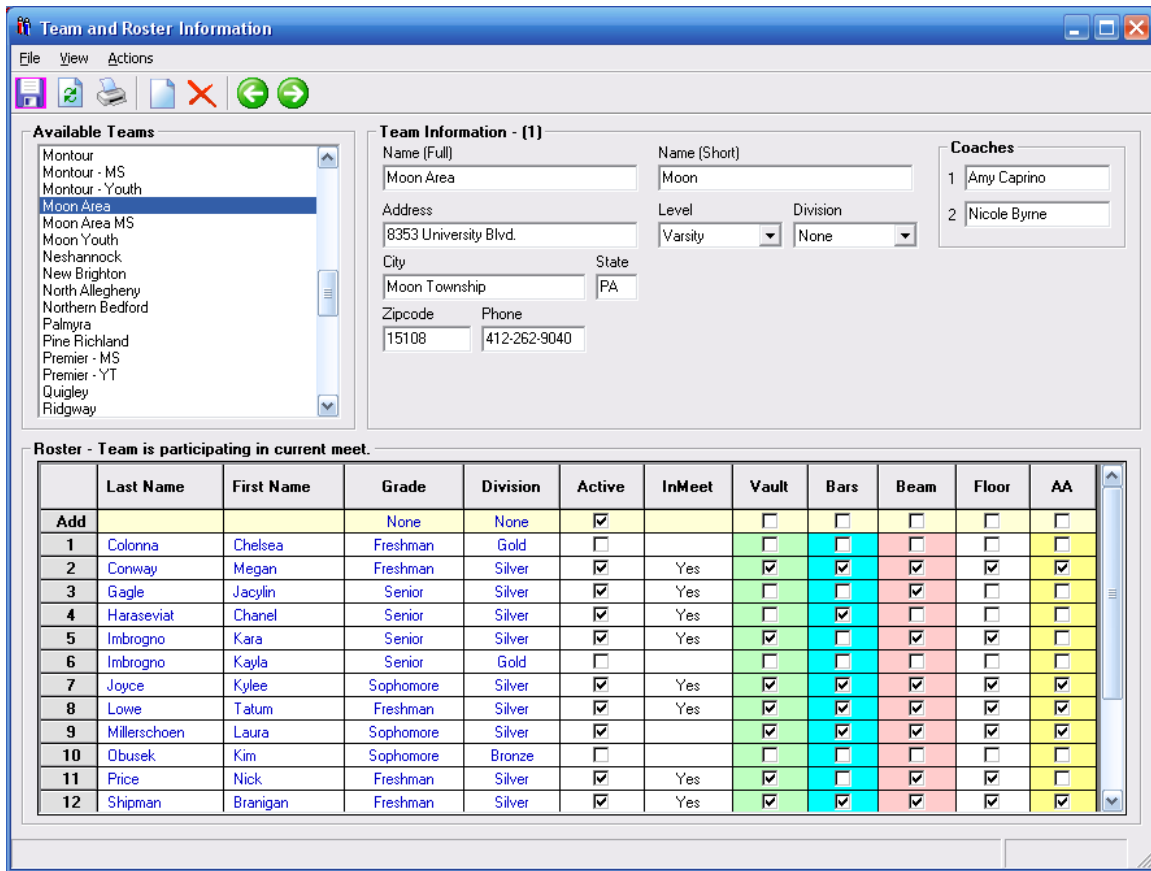 Team and Roster Information
File View Actions
Available Teams
Montour
Montour - MS
Montour - Youth
Moon Area
Moon Area MS
Moon Youth
Neshannock
New Brighton
North Allegheny
Northern Bedford
Palmyra
Pine Richland
Premier - MS
Premier - YT
Quigley
Ridgway
Team Information - (1)
Name (Full) Name (Short)
Moon Area Moon
Address Level Division
8353 University Blvd. Varsity None
City State
Moon Township PA
Zipcode Phone
15108 412-262-9040
Coaches
1 Amy Caprino
2 Nicole Byrne
Roster - Team is participating in current meet.
Last Name First Name Grade Division Active InMeet Vault Bars Beam Floor AA
Add None None
1 Colonna Chelsea Freshman Gold
2 Conway Megan Freshman Silver Yes
3 Gagle Jacylin Senior Silver Yes
4 Haraseviat Chanel Senior Silver Yes
5 Imbrogno Kara Senior Silver Yes
6 Imbrogno Kayla Senior Gold
7 Joyce Kylee Sophomore Silver Yes
8 Lowe Tatum Freshman Silver Yes
9 Millerschoen Laura Sophomore Silver
10 Obusek Kim Sophomore Bronze
11 Price Nick Freshman Silver Yes
12 Shipman Branigan Freshman Silver Yes